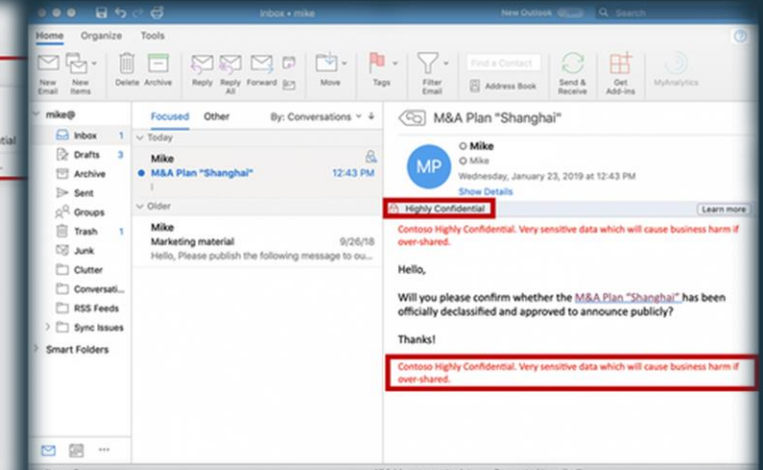 Inbox • mike
New Outlook
Search
Home Organize Tools
New Email
New Items
Delete Archive
Reply Reply All Forward
Move
Tags
Filter Email
Find a Contact
Address Book
Send & Receive
Get Add-ins
MyAnalytics
mike@
Inbox 1
Drafts 3
Archive
Sent
Groups
Trash 1
Junk
Clutter
Conversati...
RSS Feeds
Sync Issues
Smart Folders
Focused Other By: Conversations
Today
Mike
M&A Plan "Shanghai" 12:43 PM
Older
Mike
Marketing material 9/26/18
Hello, Please publish the following message to ou...
M&A Plan "Shanghai"
MP
Mike
Mike
Wednesday, January 23, 2019 at 12:43 PM
Show Details
Highly Confidential Learn more
Contoso Highly Confidential. Very sensitive data which will cause business harm if
over-shared.
Hello,
Will you please confirm whether the M&A Plan "Shanghai" has been
officially declassified and approved to announce publicly?
Thanks!
Contoso Highly Confidential. Very sensitive data which will cause business harm if
over-shared.